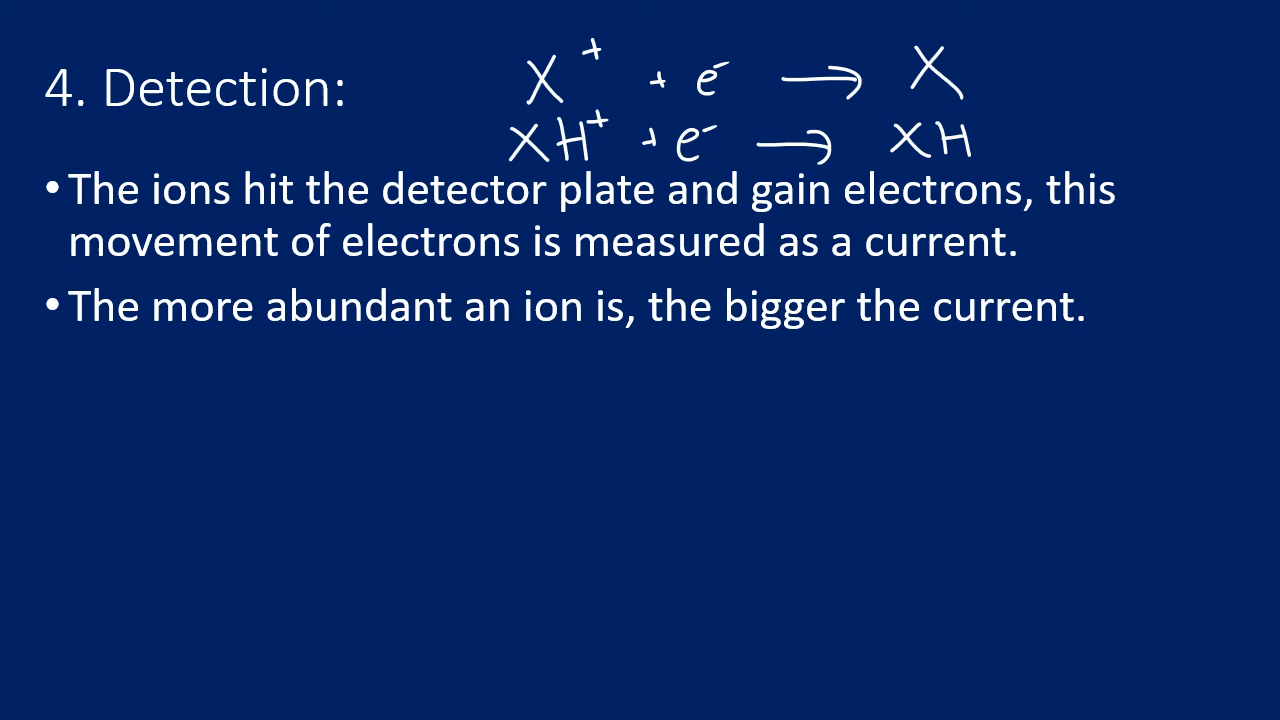 4. Detection:
X⁺ + e⁻ → X
XH⁺ + e⁻ → XH
• The ions hit the detector plate and gain electrons, this
movement of electrons is measured as a current.
• The more abundant an ion is, the bigger the current.